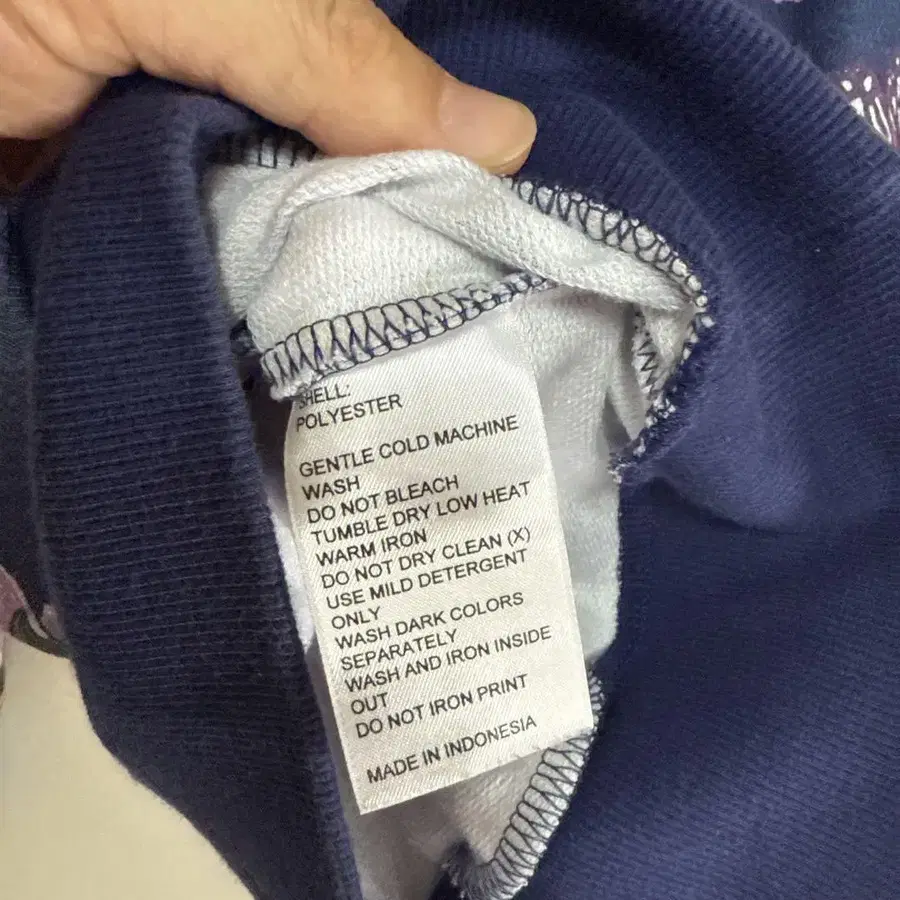 SHELL:
POLYESTER
GENTLE COLD MACHINE
WASH
DO NOT BLEACH
TUMBLE DRY LOW HEAT
WARM IRON
DO NOT DRY CLEAN (X)
USE MILD DETERGENT
ONLY
WASH DARK COLORS
SEPARATELY
WASH AND IRON INSIDE
OUT
DO NOT IRON PRINT
MADE IN INDONESIA